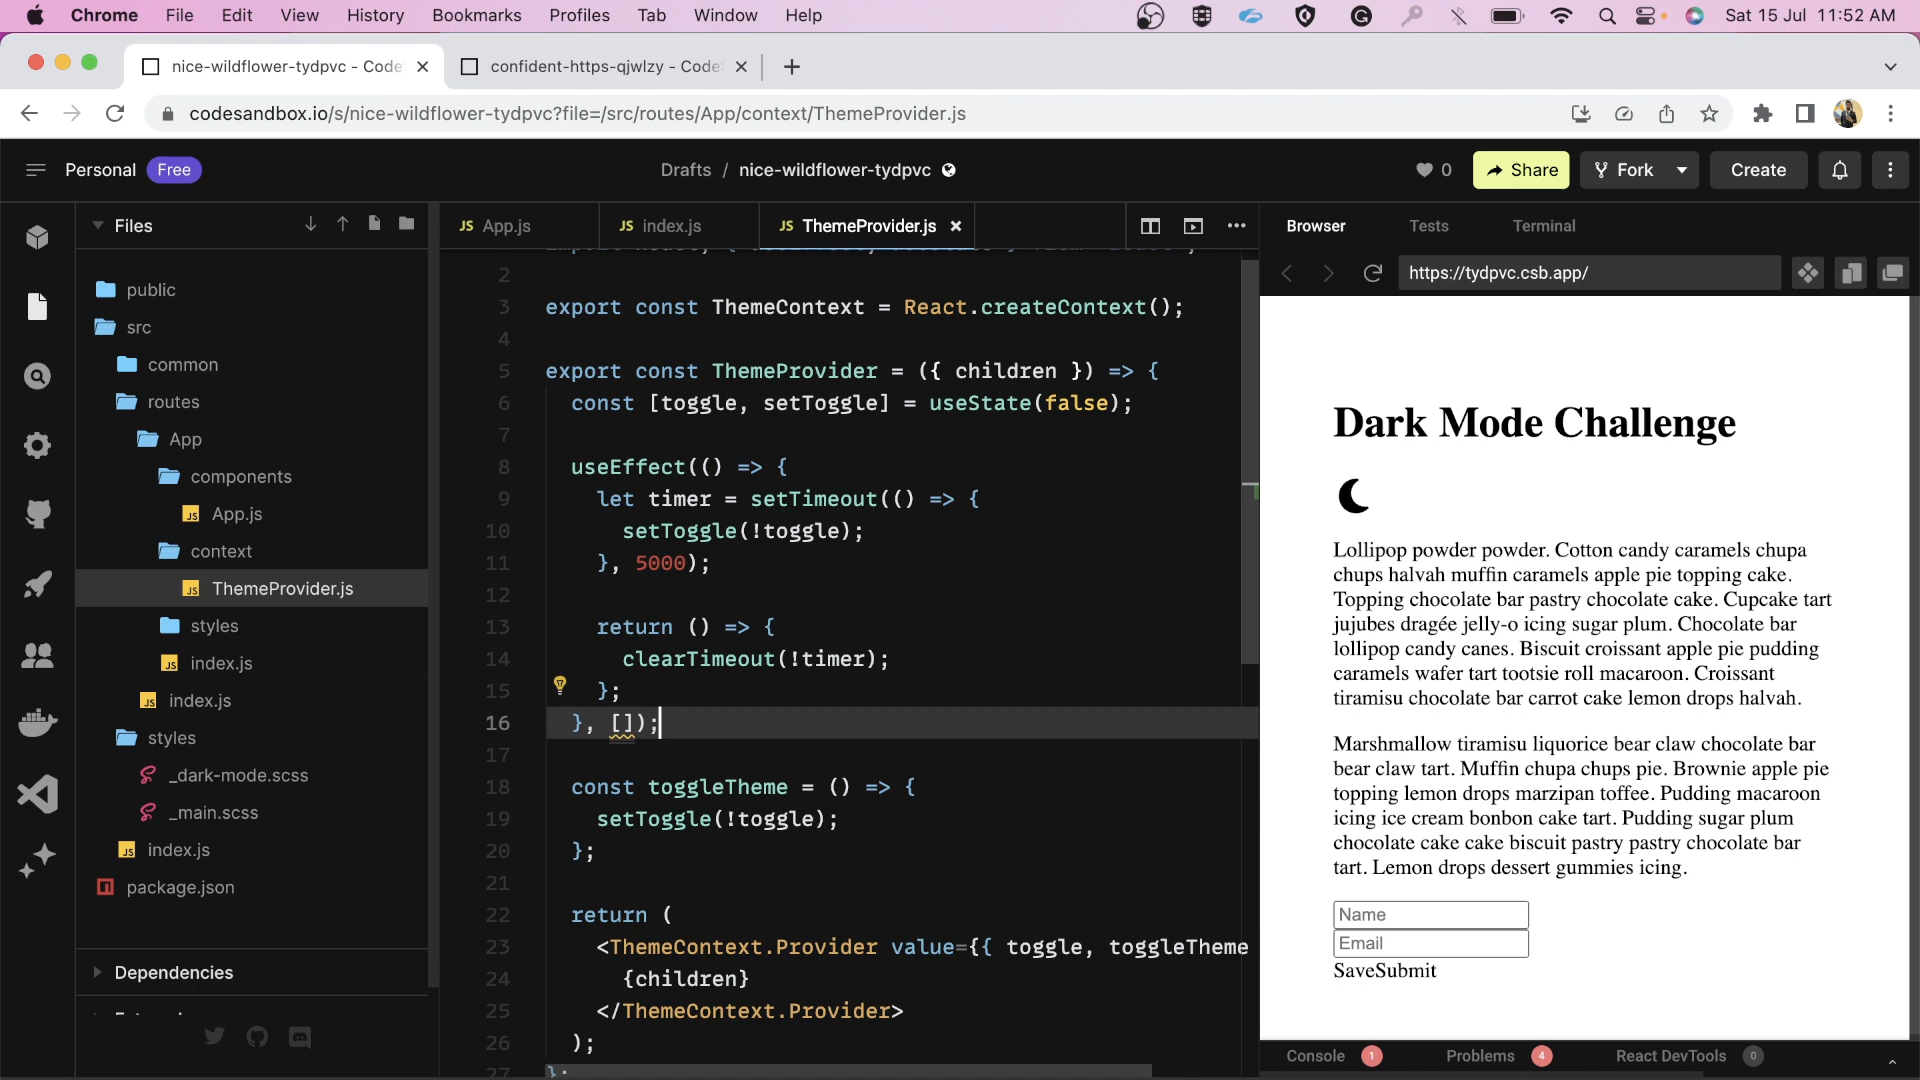 Chrome File Edit View History Bookmarks Profiles Tab Window Help Sat 15 Jul 11:52 AM
nice-wildflower-tydpvc - Code
confident-https-qjwlzy - Code
codesandbox.io/s/nice-wildflower-tydpvc?file=/src/routes/App/context/ThemeProvider.js
Personal Free Drafts / nice-wildflower-tydpvc 0 Share Fork Create
Files
public
src
common
routes
App
components
JS App.js
context
JS ThemeProvider.js
styles
JS index.js
JS index.js
styles
_dark-mode.scss
_main.scss
JS index.js
package.json
Dependencies
JS App.js JS index.js JS ThemeProvider.js
2
3 export const ThemeContext = React.createContext();
4
5 export const ThemeProvider = ({ children }) => {
6 const [toggle, setToggle] = useState(false);
7
8 useEffect(() => {
9 let timer = setTimeout(() => {
10 setToggle(!toggle);
11 }, 5000);
12
13 return () => {
14 clearTimeout(!timer);
15 };
16 }, []);
17
18 const toggleTheme = () => {
19 setToggle(!toggle);
20 };
21
22 return (
23 <ThemeContext.Provider value={{ toggle, toggleTheme
24 {children}
25 </ThemeContext.Provider>
26 );
27 };
Browser Tests Terminal
https://tydpvc.csb.app/
Dark Mode Challenge
Lollipop powder powder. Cotton candy caramels chupa
chups halvah muffin caramels apple pie topping cake.
Topping chocolate bar pastry chocolate cake. Cupcake tart
jujubes dragée jelly-o icing sugar plum. Chocolate bar
lollipop candy canes. Biscuit croissant apple pie pudding
caramels wafer tart tootsie roll macaroon. Croissant
tiramisu chocolate bar carrot cake lemon drops halvah.
Marshmallow tiramisu liquorice bear claw chocolate bar
bear claw tart. Muffin chupa chups pie. Brownie apple pie
topping lemon drops marzipan toffee. Pudding macaroon
icing ice cream bonbon cake tart. Pudding sugar plum
chocolate cake cake biscuit pastry pastry chocolate bar
tart. Lemon drops dessert gummies icing.
Name
Email
SaveSubmit
Console 1 Problems 4 React DevTools 0